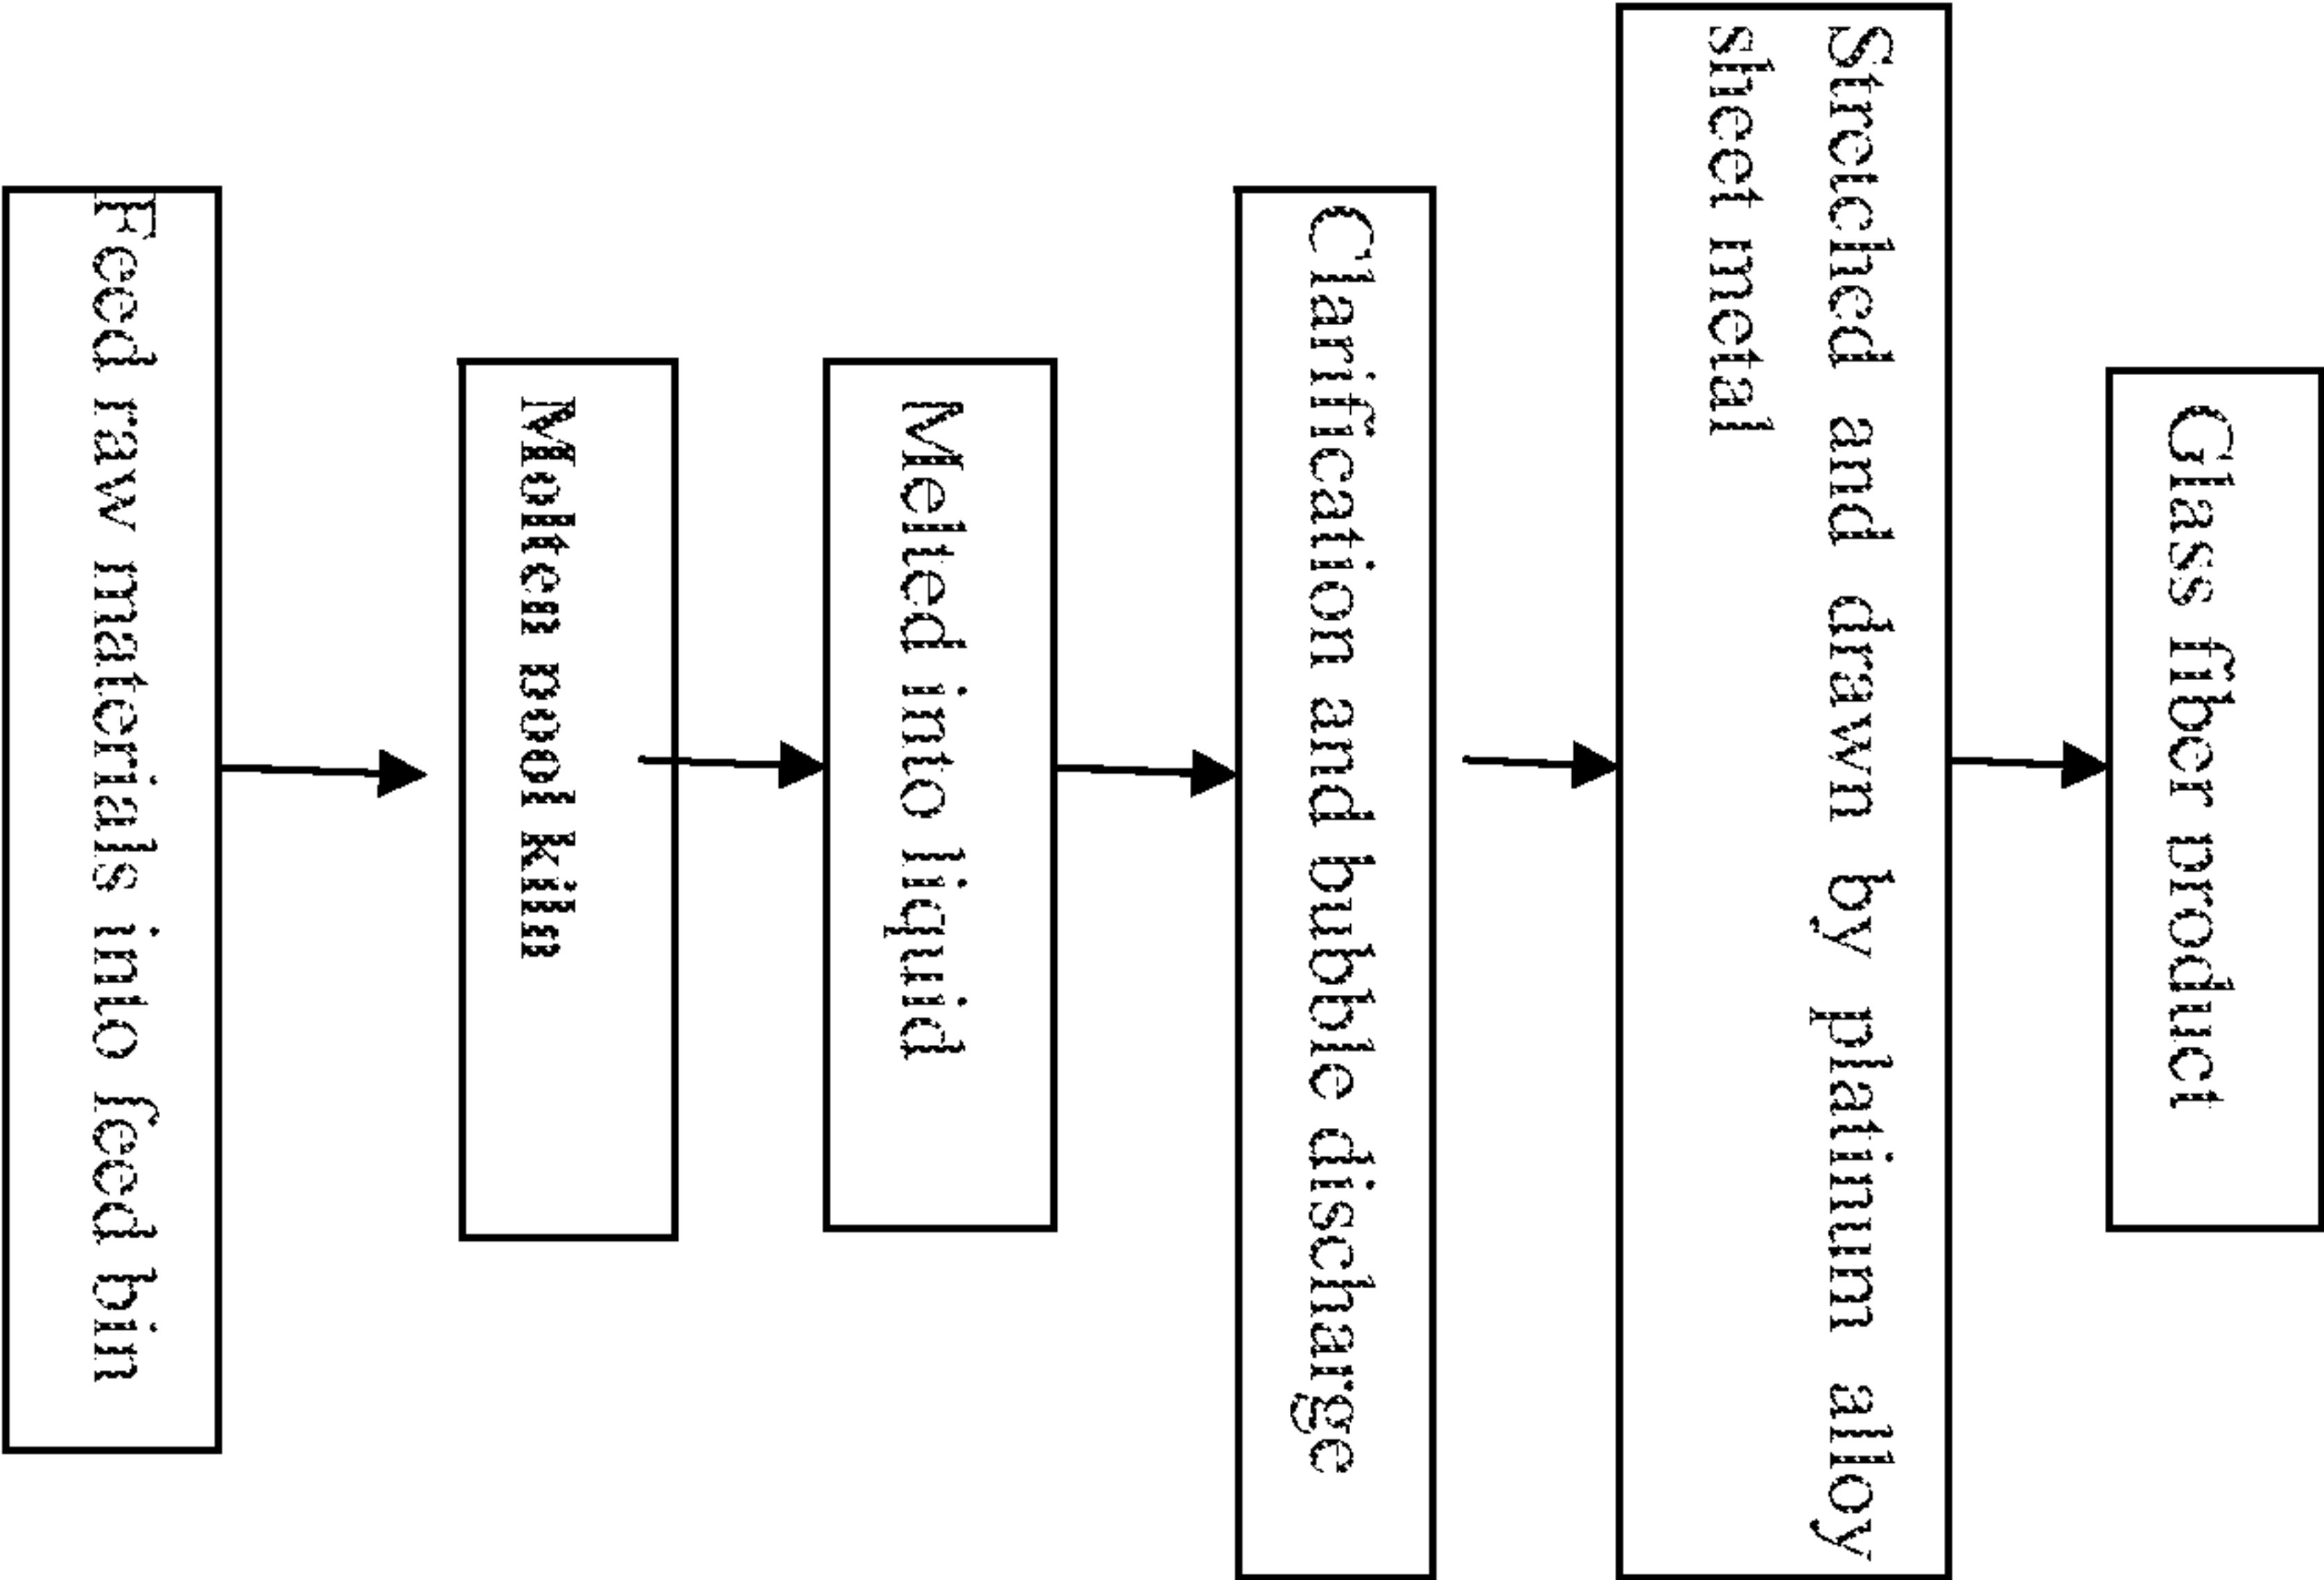 Feed raw materials into feed bin
Molten pool kiln
Melted into liquid
Clarification and bubble discharge
Stretched and drawn by platinum alloy
sheet metal
Glass fiber product